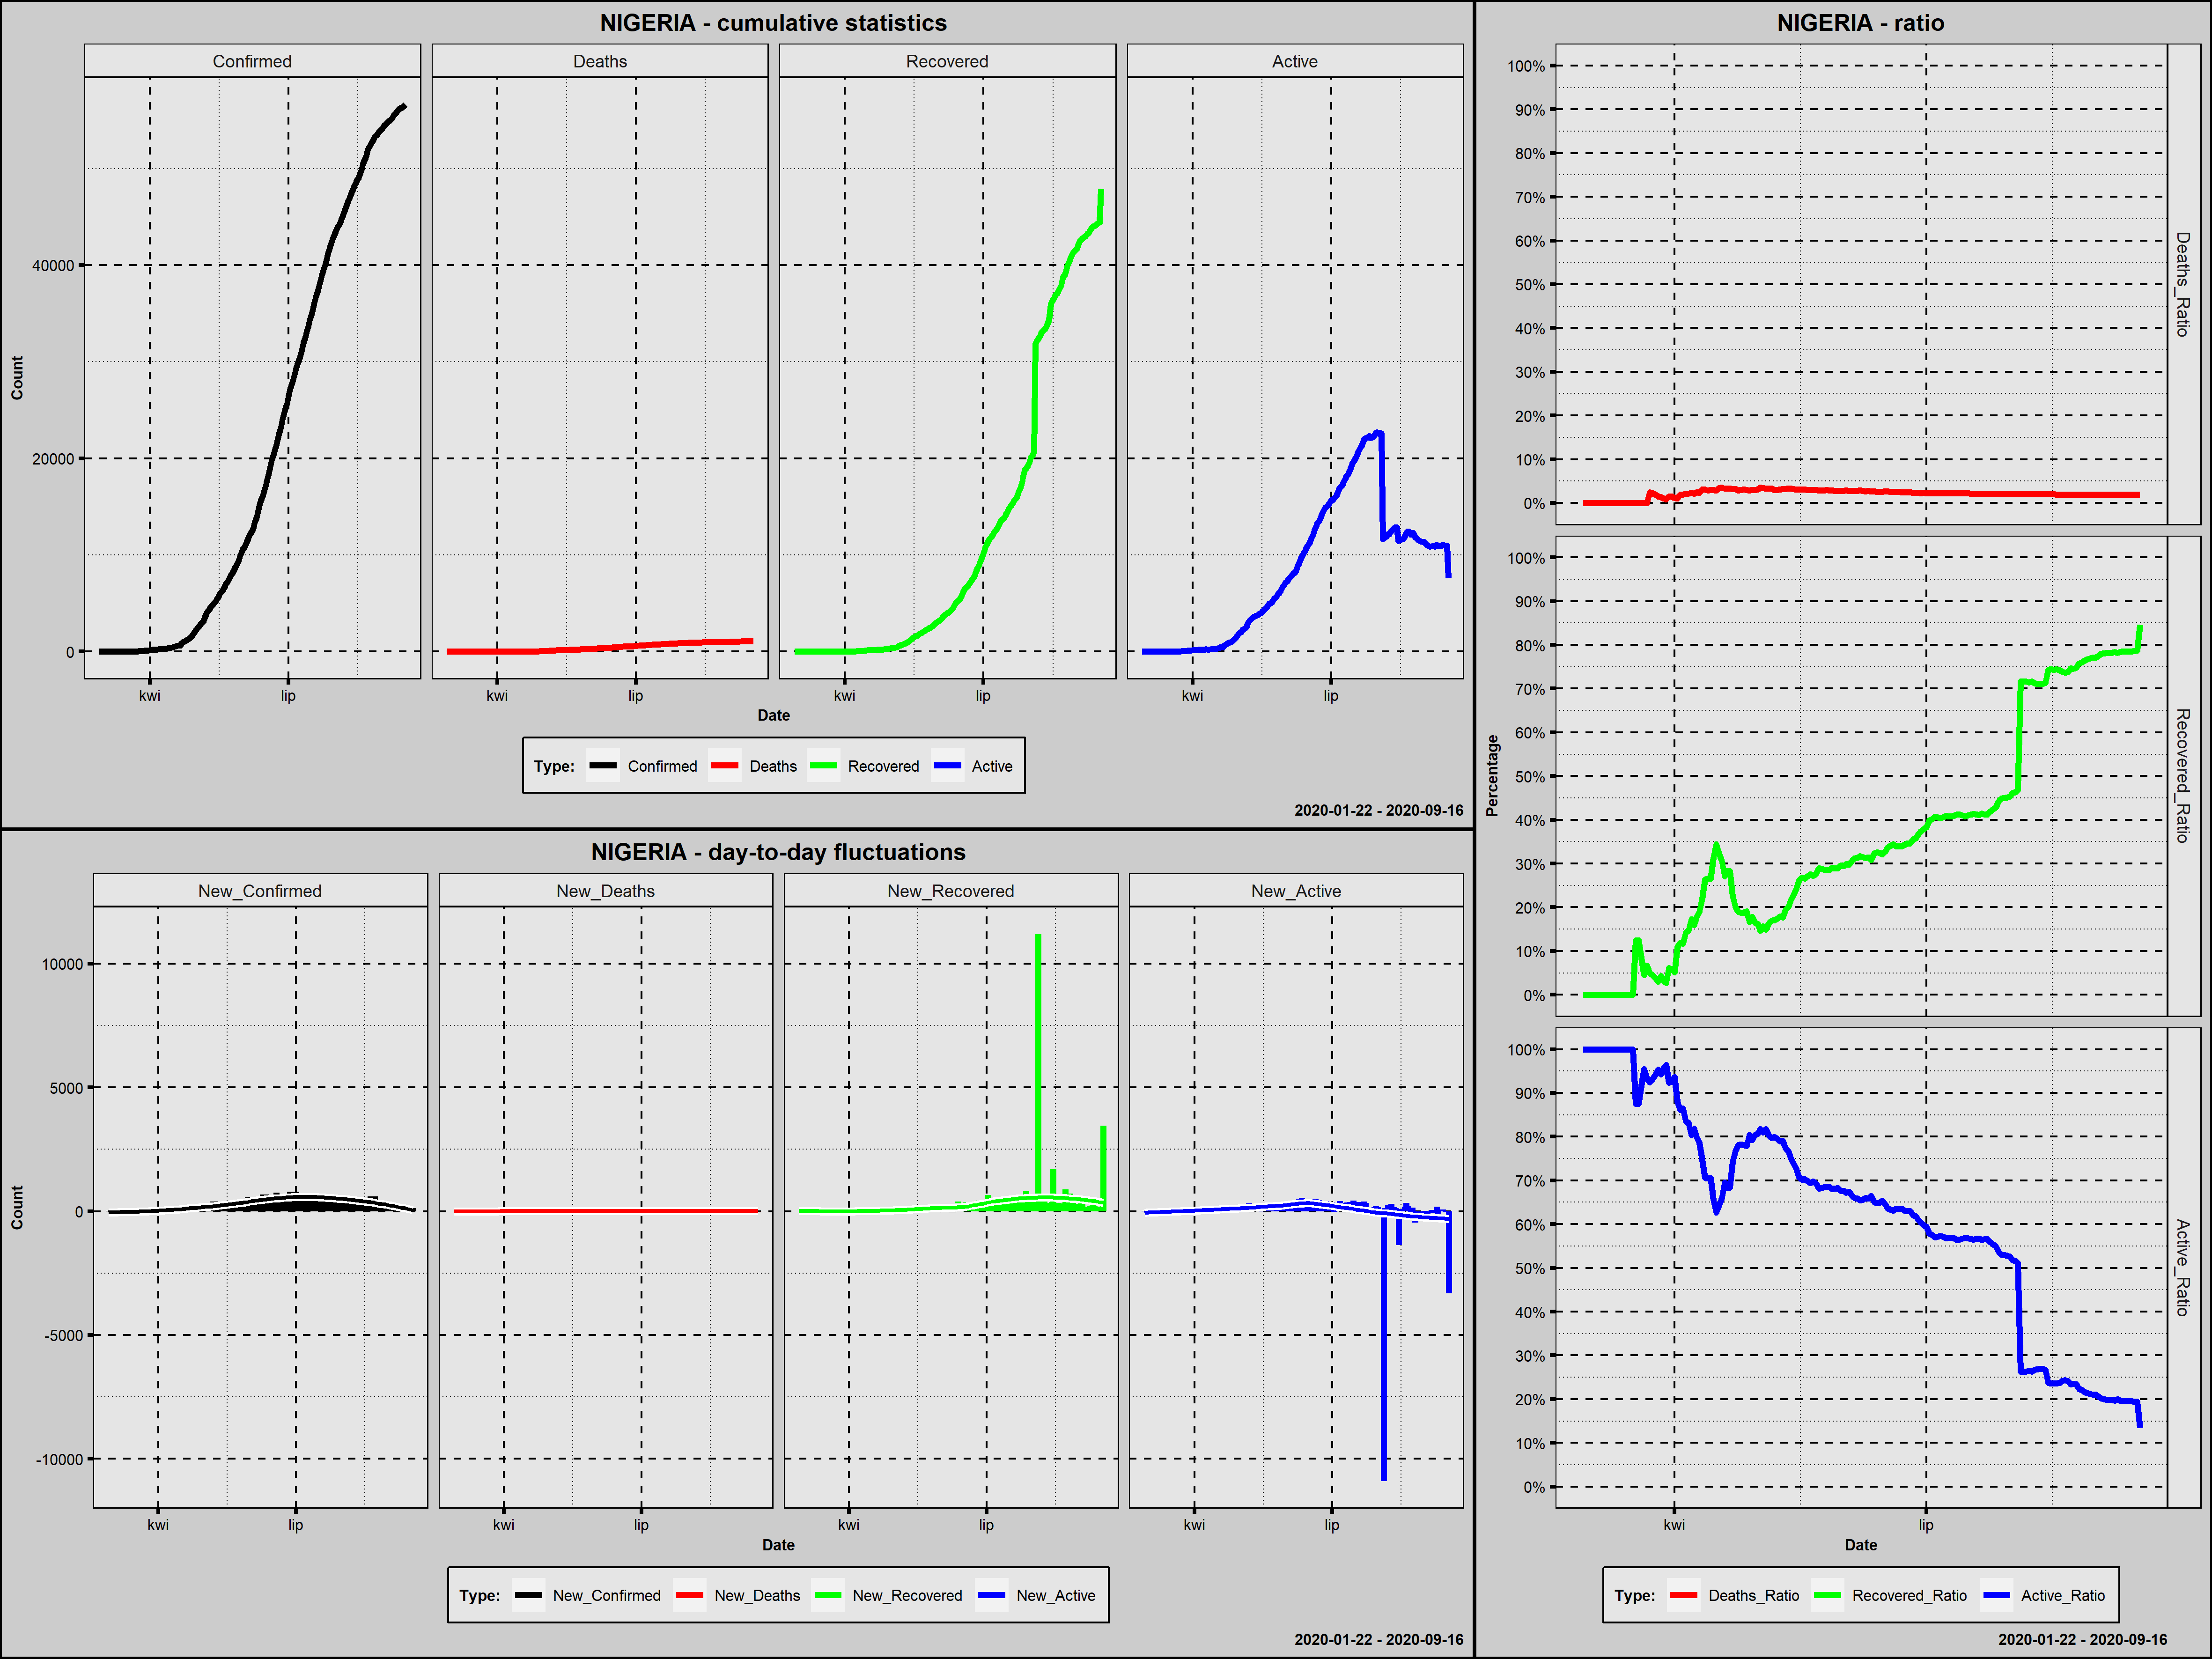 NIGERIA - cumulative statistics
Confirmed Deaths Recovered Active
Count
40000
20000
0
kwi lip kwi lip kwi lip kwi lip
Date
Type: Confirmed Deaths Recovered Active
2020-01-22 - 2020-09-16
NIGERIA - day-to-day fluctuations
New_Confirmed New_Deaths New_Recovered New_Active
Count
10000
5000
0
-5000
-10000
kwi lip kwi lip kwi lip kwi lip
Date
Type: New_Confirmed New_Deaths New_Recovered New_Active
2020-01-22 - 2020-09-16
NIGERIA - ratio
Percentage
100%
90%
80%
70%
60%
50%
40%
30%
20%
10%
0%
Deaths_Ratio
100%
90%
80%
70%
60%
50%
40%
30%
20%
10%
0%
Recovered_Ratio
100%
90%
80%
70%
60%
50%
40%
30%
20%
10%
0%
Active_Ratio
kwi lip
Date
Type: Deaths_Ratio Recovered_Ratio Active_Ratio
2020-01-22 - 2020-09-16